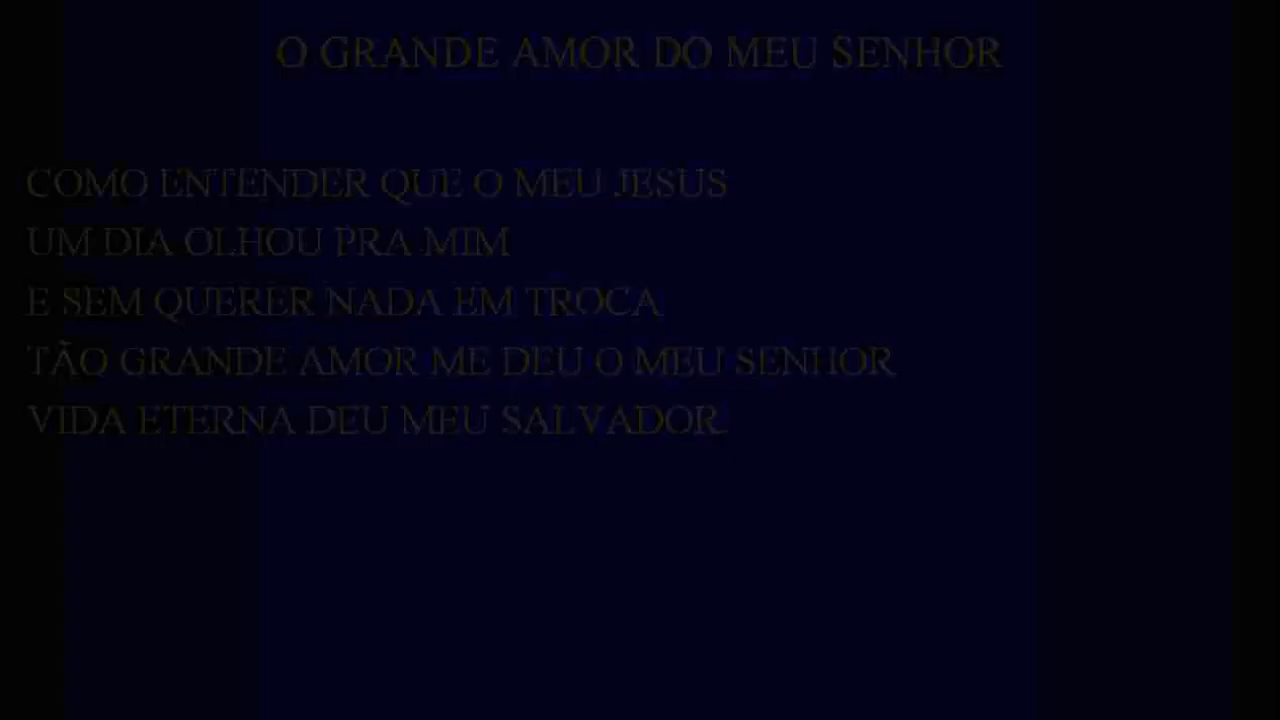 O GRANDE AMOR DO MEU SENHOR
COMO ENTENDER QUE O MEU JESUS
UM DIA OLHOU PRA MIM
E SEM QUERER NADA EM TROCA
TÃO GRANDE AMOR ME DEU O MEU SENHOR
VIDA ETERNA DEU MEU SALVADOR.